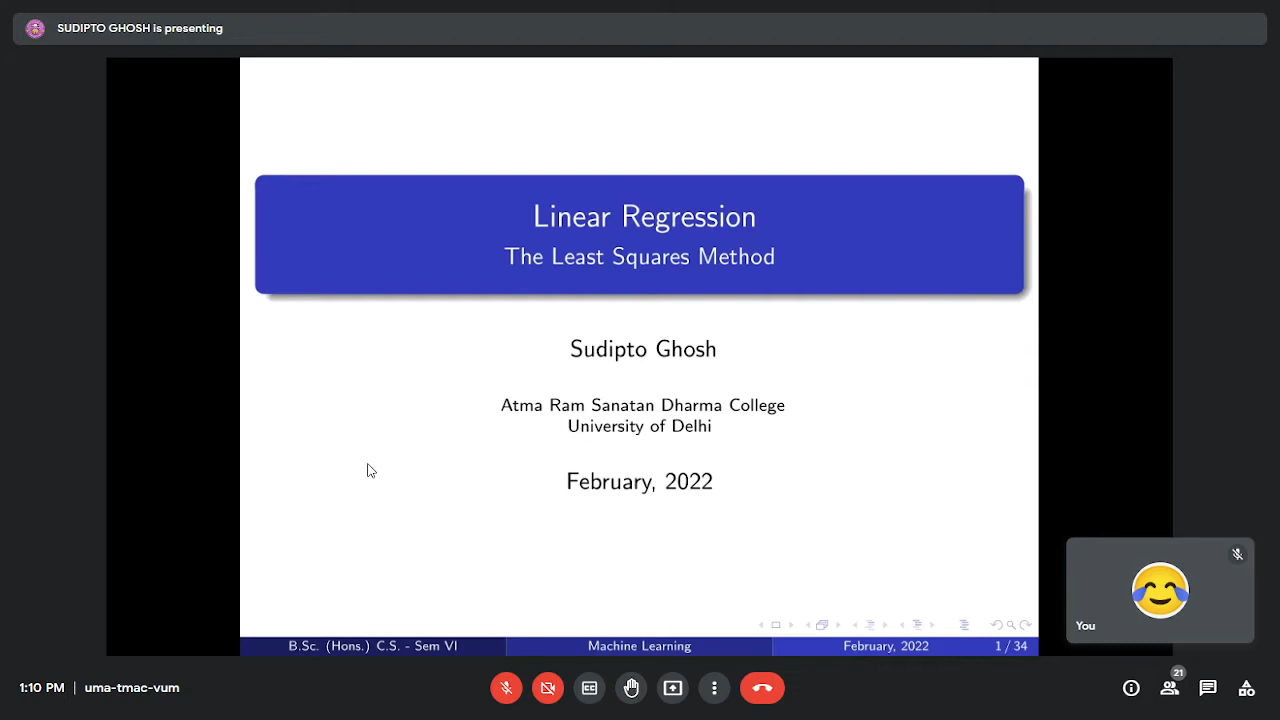 SUDIPTO GHOSH is presenting
Linear Regression
The Least Squares Method
Sudipto Ghosh
Atma Ram Sanatan Dharma College
University of Delhi
February, 2022
You
B.Sc. (Hons.) C.S. - Sem VI Machine Learning February, 2022 1 / 34
1:10 PM | uma-tmac-vum
CC
21